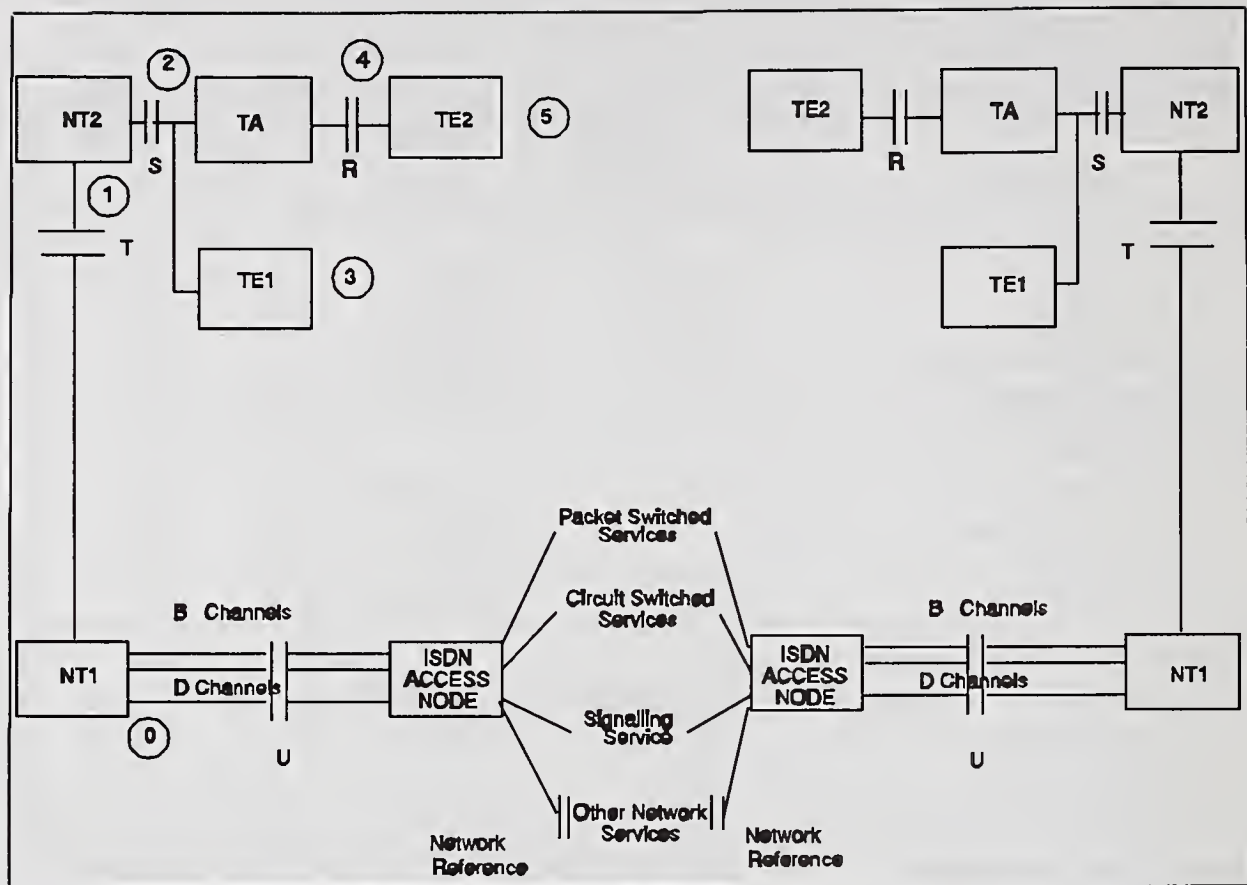 2
4
NT2
TA
TE2
5
S
R
1
T
TE1
3
TE2
TA
NT2
R
S
T
TE1
Packet Switched
Services
Circuit Switched
Services
B Channels
B Channels
NT1
D Channels
ISDN
ACCESS
NODE
ISDN
ACCESS
NODE
D Channels
NT1
0
U
Signalling
Service
U
Other Network
Services
Network
Reference
Network
Reference